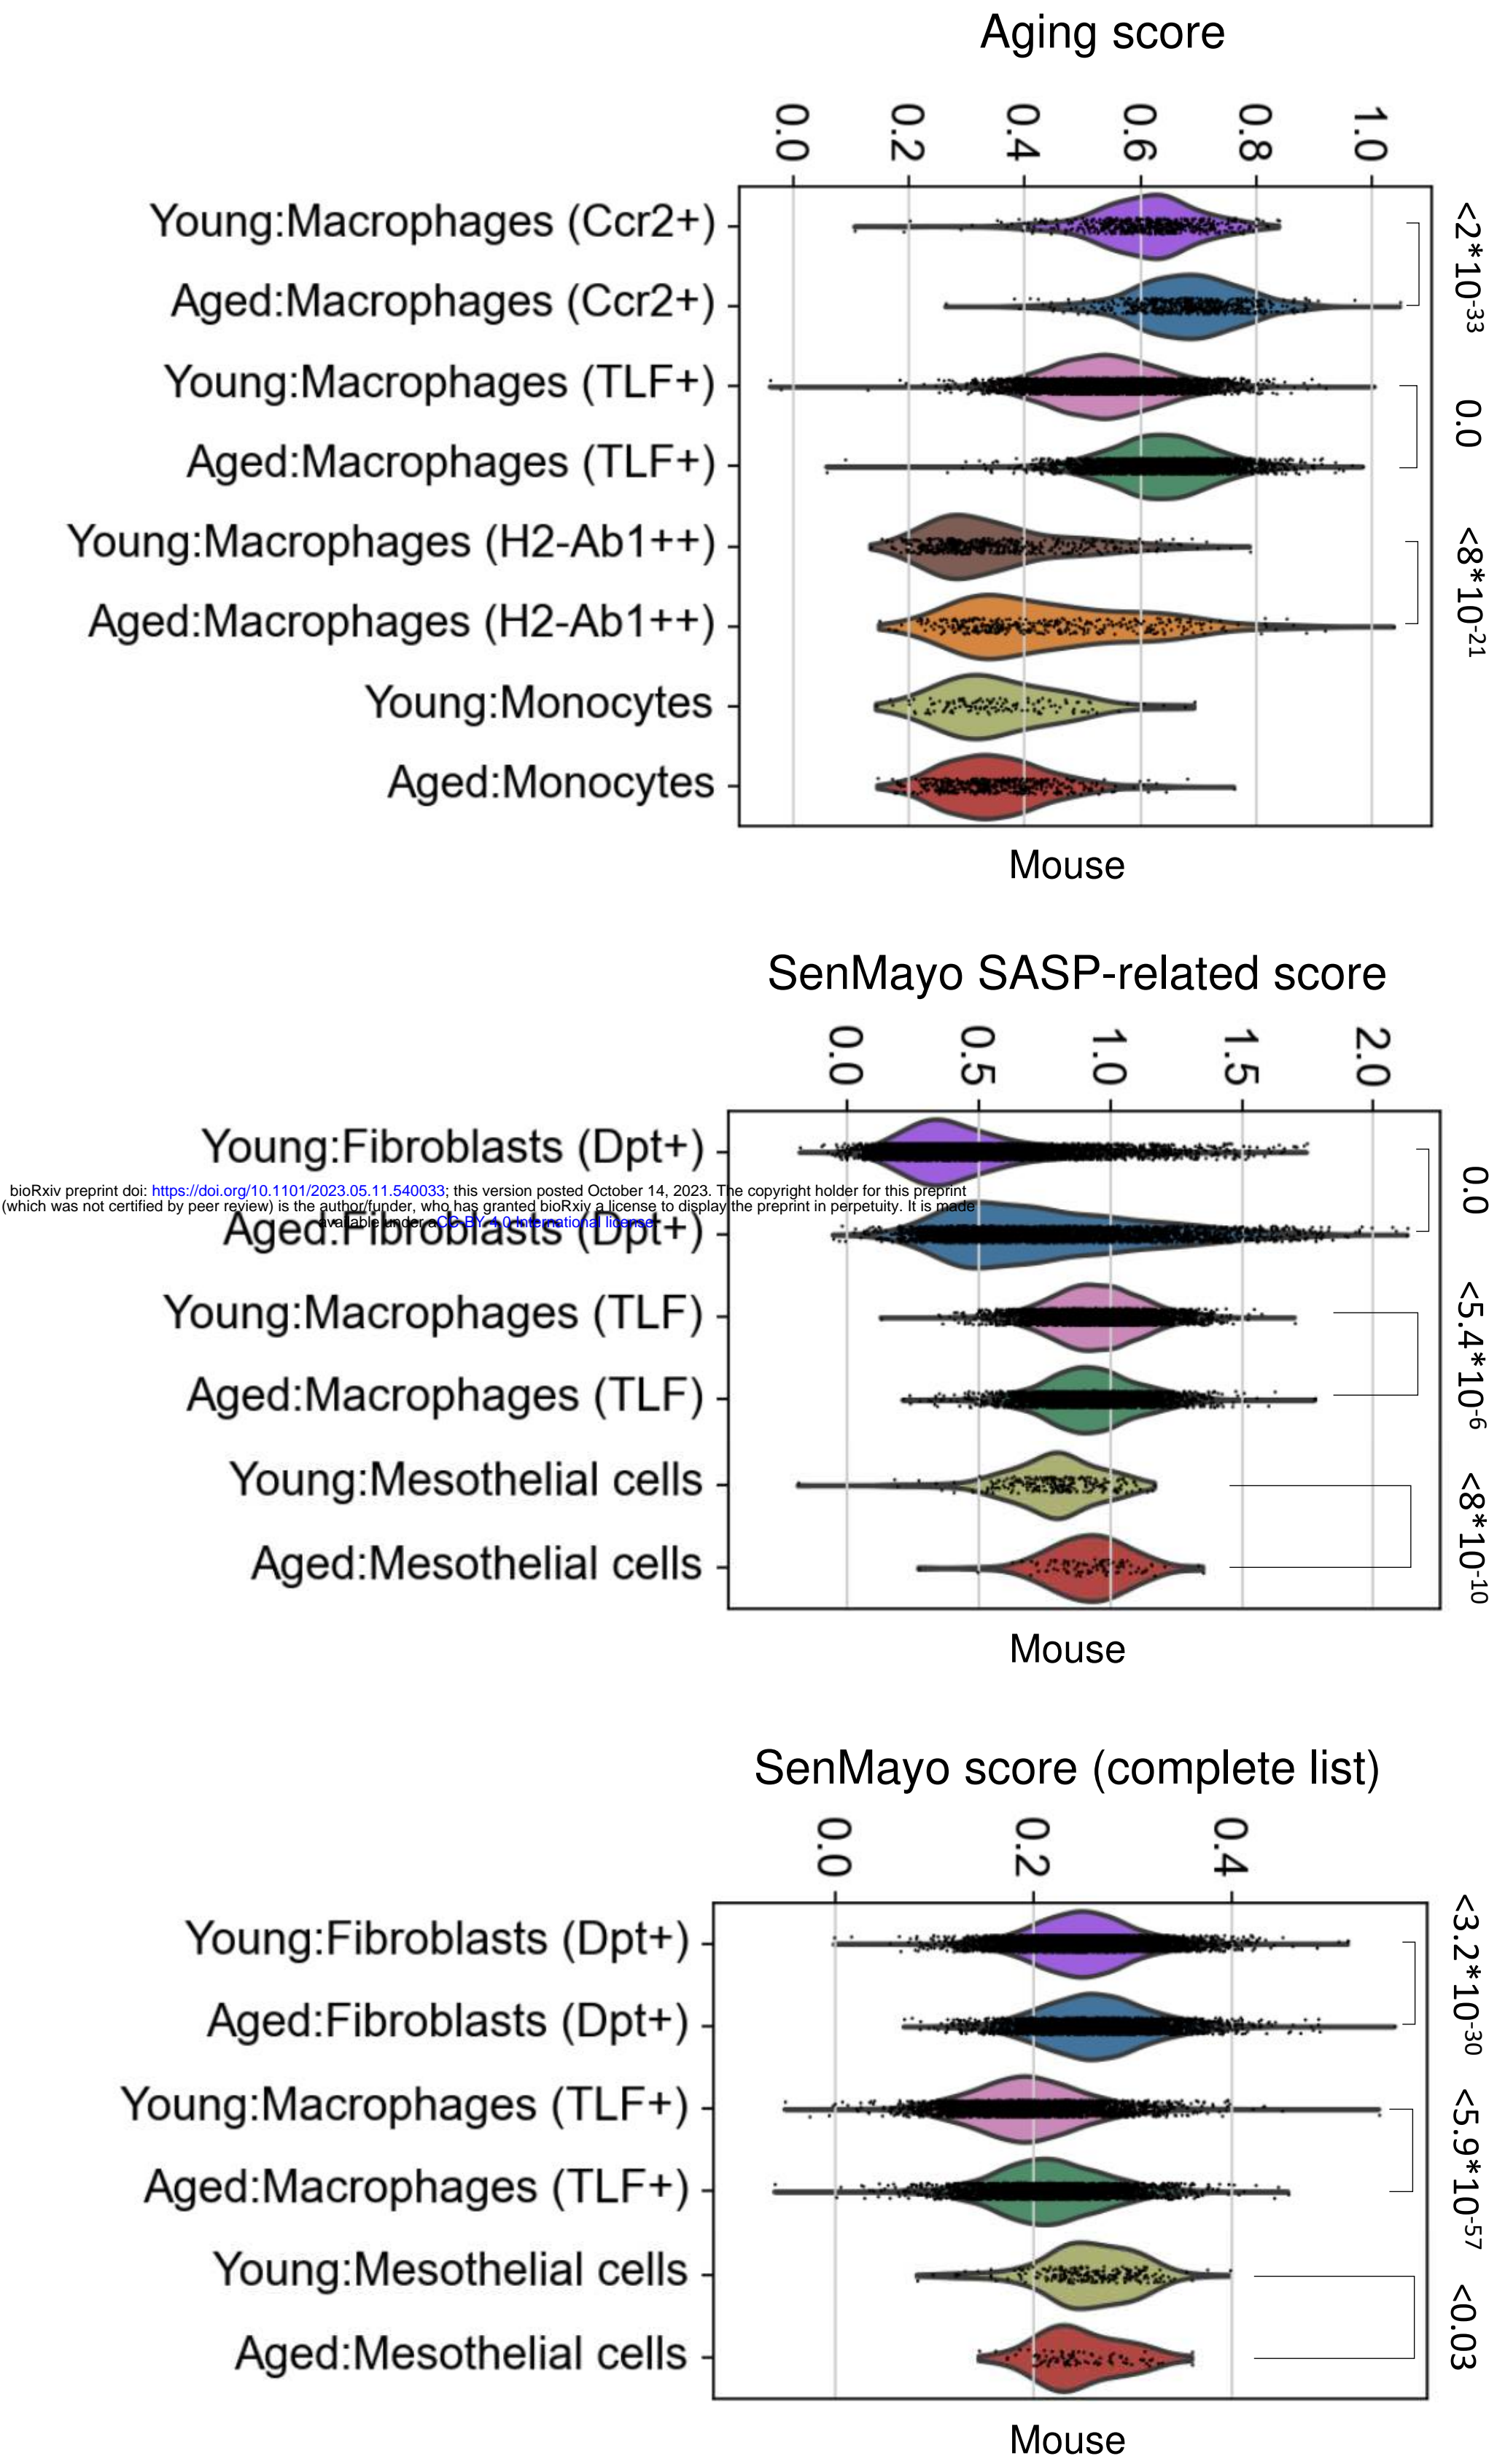 Aging score
0.0 0.2 0.4 0.6 0.8 1.0
Young:Macrophages (Ccr2+)
Aged:Macrophages (Ccr2+)
Young:Macrophages (TLF+)
Aged:Macrophages (TLF+)
Young:Macrophages (H2-Ab1++)
Aged:Macrophages (H2-Ab1++)
Young:Monocytes
Aged:Monocytes
<2*10-33
0.0
<8*10-21
Mouse
SenMayo SASP-related score
0.0 0.5 1.0 1.5 2.0
Young:Fibroblasts (Dpt+)
bioRxiv preprint doi: https://doi.org/10.1101/2023.05.11.540033; this version posted October 14, 2023. The copyright holder for this preprint
(which was not certified by peer review) is the author/funder, who has granted bioRxiv a license to display the preprint in perpetuity. It is made
available under aCC-BY 4.0 International license.
Aged:Fibroblasts (Dpt+)
Young:Macrophages (TLF)
Aged:Macrophages (TLF)
Young:Mesothelial cells
Aged:Mesothelial cells
0.0
<5.4*10-6
<8*10-10
Mouse
SenMayo score (complete list)
0.0 0.2 0.4
Young:Fibroblasts (Dpt+)
Aged:Fibroblasts (Dpt+)
Young:Macrophages (TLF+)
Aged:Macrophages (TLF+)
Young:Mesothelial cells
Aged:Mesothelial cells
<3.2*10-30
<5.9*10-57
<0.03
Mouse